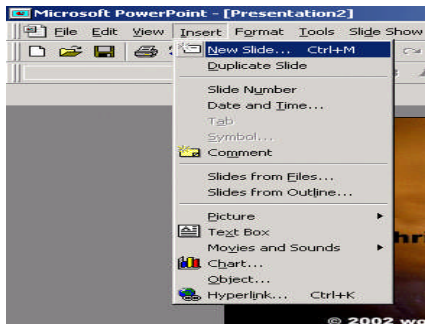 Microsoft PowerPoint - [Presentation2]
File Edit View Insert Format Tools Slide Show
New Slide... Ctrl+M
Duplicate Slide
Slide Number
Date and Time...
Tab
Symbol...
Comment
Slides from Files...
Slides from Outline...
Picture
Text Box
Movies and Sounds
Chart...
Object...
Hyperlink... Ctrl+K
hr
© 2002 wp